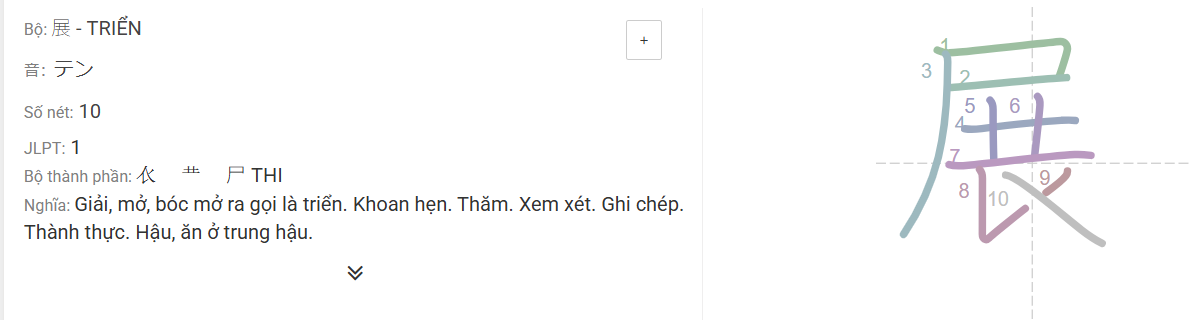 Bộ: 展 - TRIỂN
+
音: テン
Số nét: 10
JLPT: 1
Bộ thành phần: 衣 龷 尸 THI
Nghĩa: Giải, mở, bóc mở ra gọi là triển. Khoan hẹn. Thăm. Xem xét. Ghi chép.
Thành thực. Hậu, ăn ở trung hậu.
展
1
2
3
4
5
6
7
8
9
10